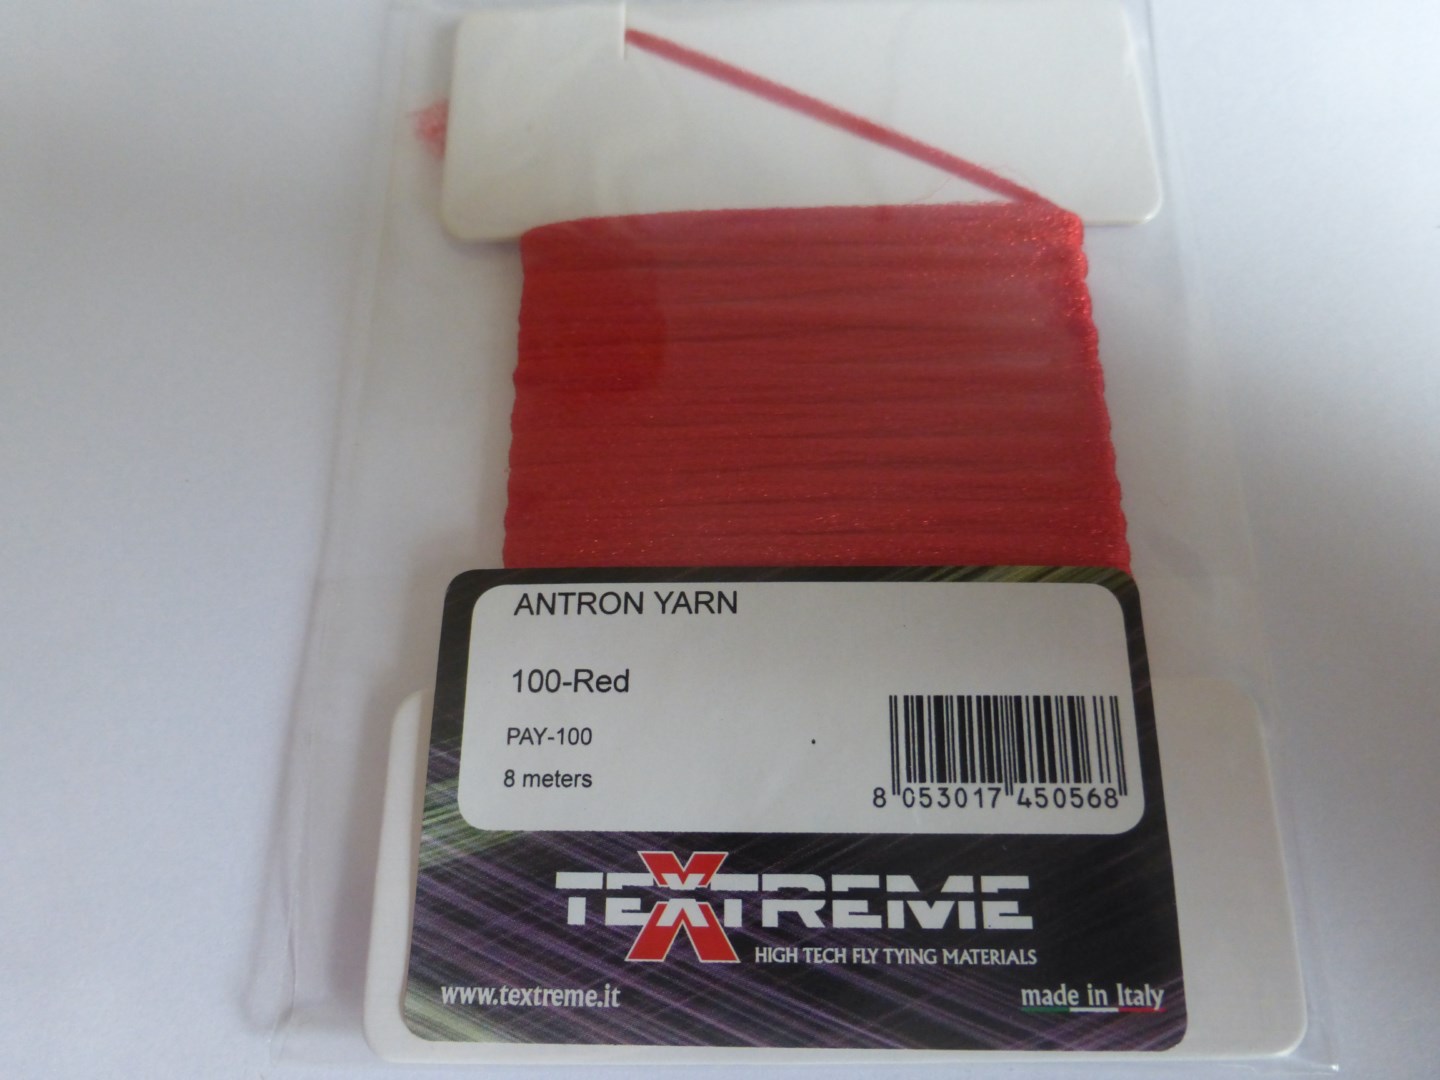 ANTRON YARN
100-Red
PAY-100
8 meters
8 053017 450568
TEXTREME
HIGH TECH FLY TYING MATERIALS
www.textreme.it
made in Italy